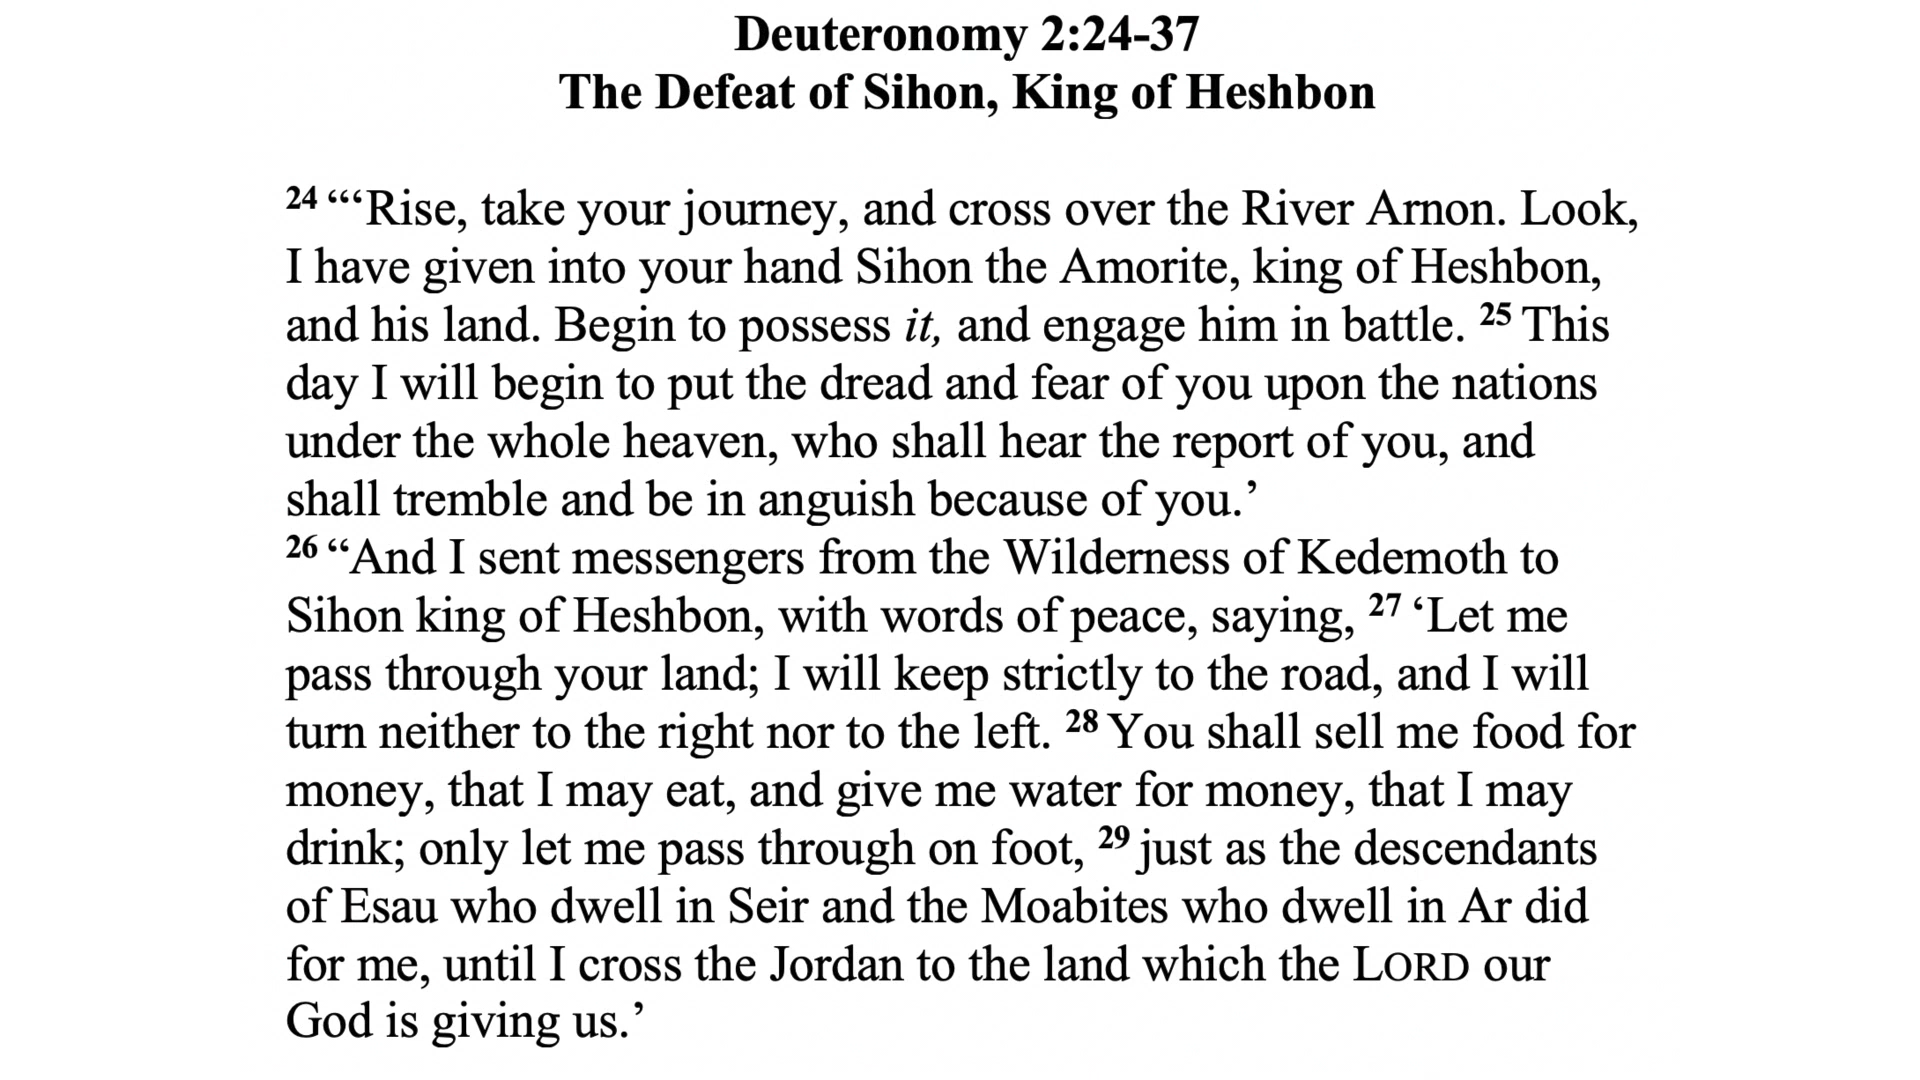 Deuteronomy 2:24-37
The Defeat of Sihon, King of Heshbon
24 “‘Rise, take your journey, and cross over the River Arnon. Look,
I have given into your hand Sihon the Amorite, king of Heshbon,
and his land. Begin to possess it, and engage him in battle. 25 This
day I will begin to put the dread and fear of you upon the nations
under the whole heaven, who shall hear the report of you, and
shall tremble and be in anguish because of you.’
26 “And I sent messengers from the Wilderness of Kedemoth to
Sihon king of Heshbon, with words of peace, saying, 27 ‘Let me
pass through your land; I will keep strictly to the road, and I will
turn neither to the right nor to the left. 28 You shall sell me food for
money, that I may eat, and give me water for money, that I may
drink; only let me pass through on foot, 29 just as the descendants
of Esau who dwell in Seir and the Moabites who dwell in Ar did
for me, until I cross the Jordan to the land which the LORD our
God is giving us.’